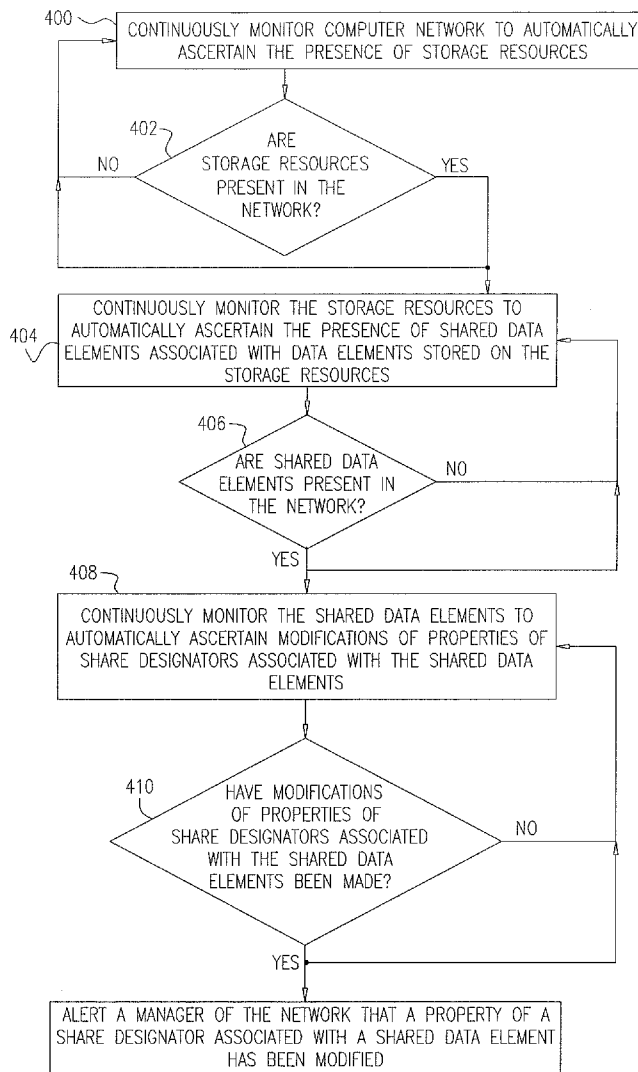 400
CONTINUOUSLY MONITOR COMPUTER NETWORK TO AUTOMATICALLY
ASCERTAIN THE PRESENCE OF STORAGE RESOURCES
402
ARE
STORAGE RESOURCES
PRESENT IN THE
NETWORK?
NO
YES
CONTINUOUSLY MONITOR THE STORAGE RESOURCES TO
AUTOMATICALLY ASCERTAIN THE PRESENCE OF SHARED DATA
ELEMENTS ASSOCIATED WITH DATA ELEMENTS STORED ON THE
STORAGE RESOURCES
404
406
ARE SHARED DATA
ELEMENTS PRESENT IN
THE NETWORK?
NO
YES
408
CONTINUOUSLY MONITOR THE SHARED DATA ELEMENTS TO
AUTOMATICALLY ASCERTAIN MODIFICATIONS OF PROPERTIES OF
SHARE DESIGNATORS ASSOCIATED WITH THE SHARED DATA
ELEMENTS
410
HAVE MODIFICATIONS
OF PROPERTIES OF
SHARE DESIGNATORS ASSOCIATED
WITH THE SHARED DATA
ELEMENTS BEEN MADE?
NO
YES
ALERT A MANAGER OF THE NETWORK THAT A PROPERTY OF A
SHARE DESIGNATOR ASSOCIATED WITH A SHARED DATA ELEMENT
HAS BEEN MODIFIED